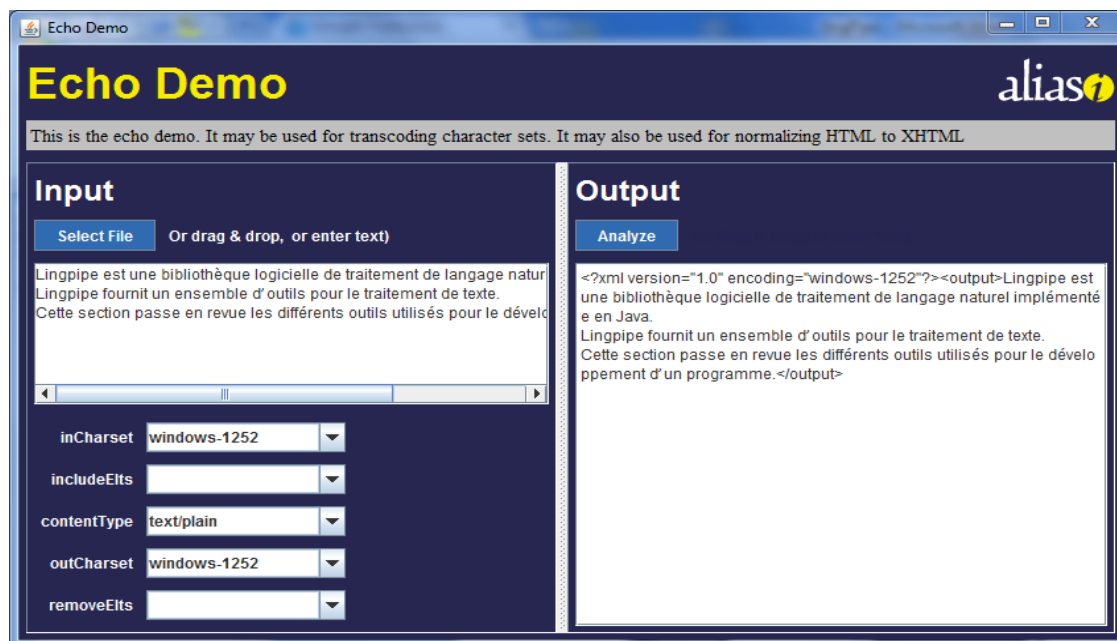 Echo Demo
Echo Demo
aliasi
This is the echo demo. It may be used for transcoding character sets. It may also be used for normalizing HTML to XHTML
Input
Select File Or drag & drop, or enter text)
Lingpipe est une bibliothèque logicielle de traitement de langage natur
Lingpipe fournit un ensemble d’outils pour le traitement de texte.
Cette section passe en revue les différents outils utilisés pour le dévelo
inCharset windows-1252
includeElts
contentType text/plain
outCharset windows-1252
removeElts
Output
Analyze
<?xml version="1.0" encoding="windows-1252"?><output>Lingpipe est
une bibliothèque logicielle de traitement de langage naturel implémenté
e en Java.
Lingpipe fournit un ensemble d’outils pour le traitement de texte.
Cette section passe en revue les différents outils utilisés pour le dévelo
ppement d’un programme.</output>